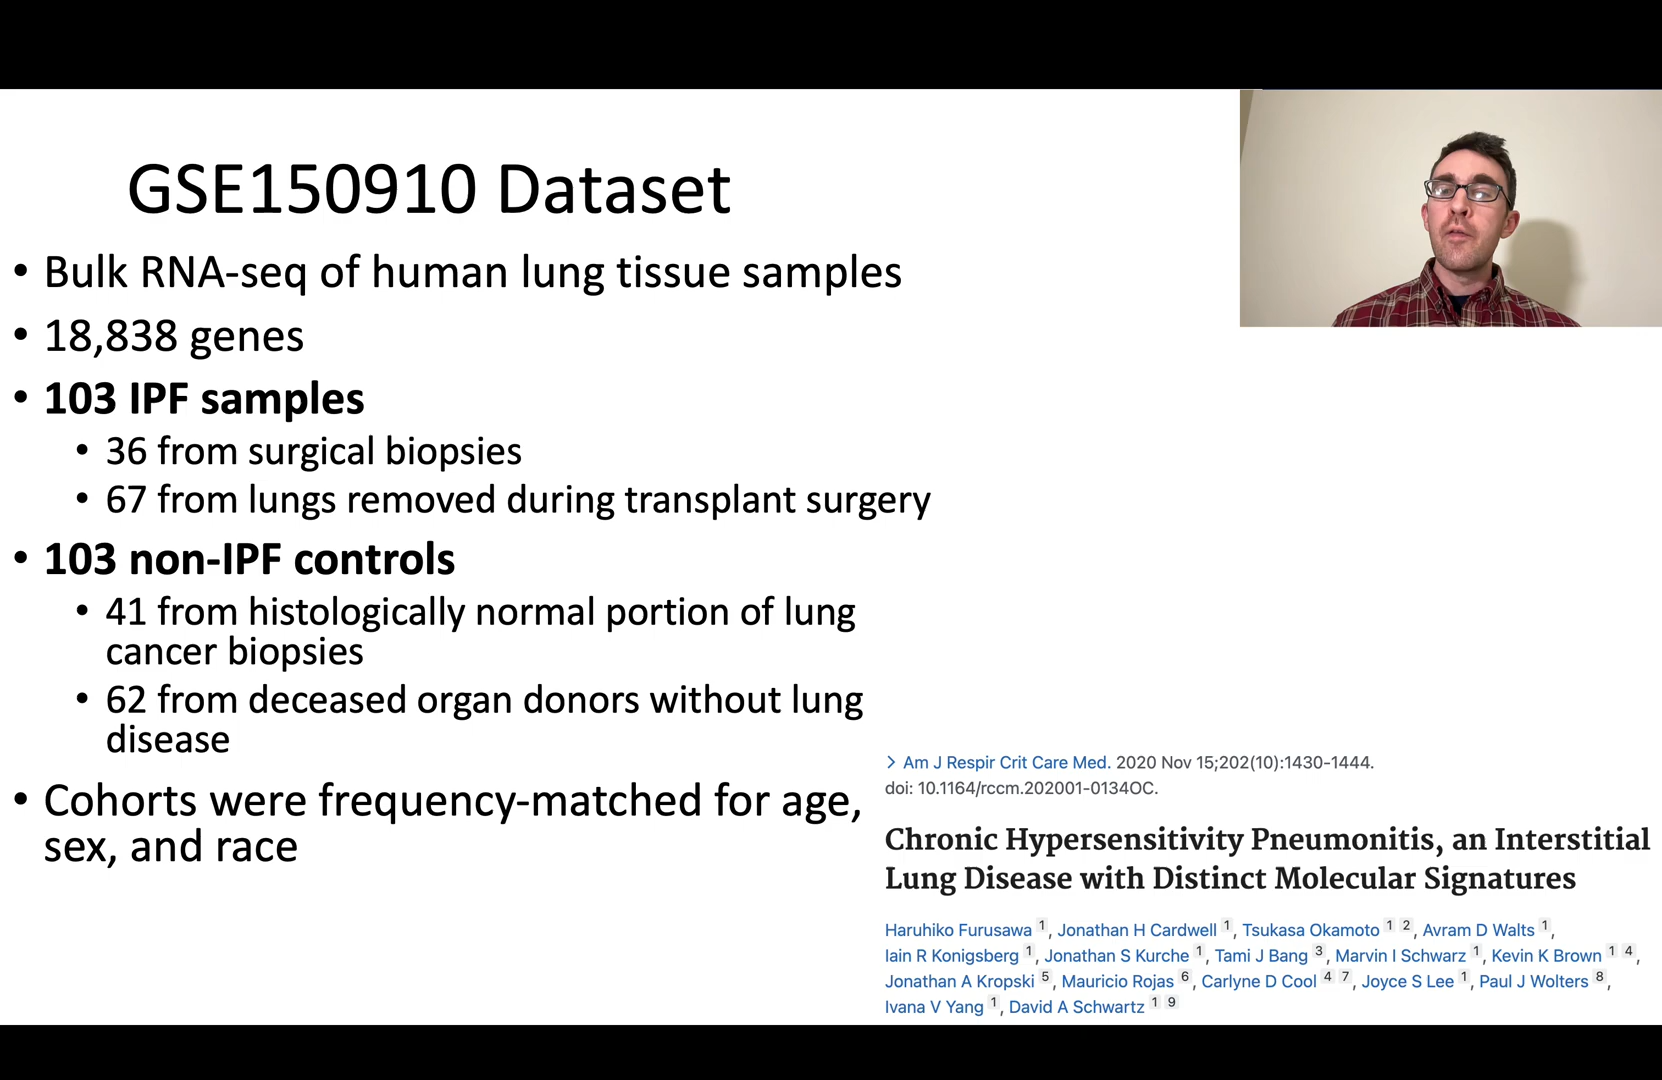 GSE150910 Dataset
• Bulk RNA-seq of human lung tissue samples
• 18,838 genes
• 103 IPF samples
• 36 from surgical biopsies
• 67 from lungs removed during transplant surgery
• 103 non-IPF controls
• 41 from histologically normal portion of lung
cancer biopsies
• 62 from deceased organ donors without lung
disease
• Cohorts were frequency-matched for age,
sex, and race
> Am J Respir Crit Care Med. 2020 Nov 15;202(10):1430-1444.
doi: 10.1164/rccm.202001-0134OC.
Chronic Hypersensitivity Pneumonitis, an Interstitial
Lung Disease with Distinct Molecular Signatures
Haruhiko Furusawa 1, Jonathan H Cardwell 1, Tsukasa Okamoto 1 2, Avram D Walts 1,
Iain R Konigsberg 1, Jonathan S Kurche 1, Tami J Bang 3, Marvin I Schwarz 1, Kevin K Brown 1 4,
Jonathan A Kropski 5, Mauricio Rojas 6, Carlyne D Cool 4 7, Joyce S Lee 1, Paul J Wolters 8,
Ivana V Yang 1, David A Schwartz 1 9